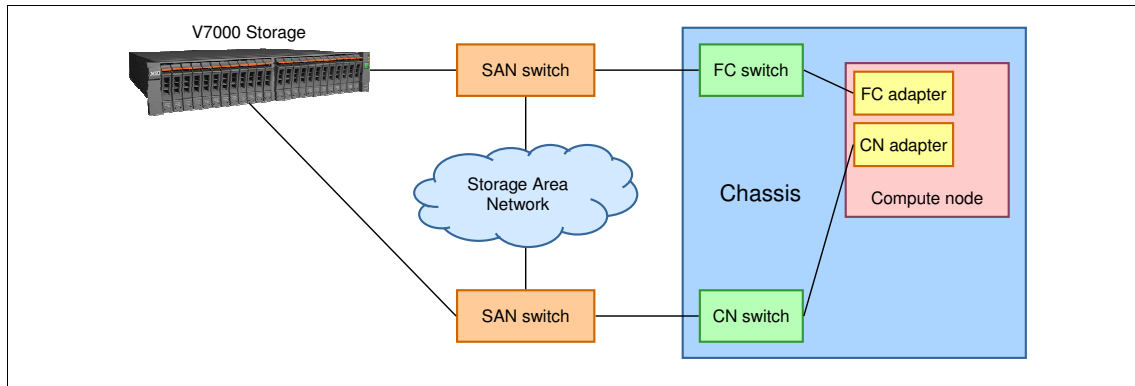 V7000 Storage
SAN switch
FC switch
FC adapter
CN adapter
Storage Area
Network
Chassis
Compute node
SAN switch
CN switch